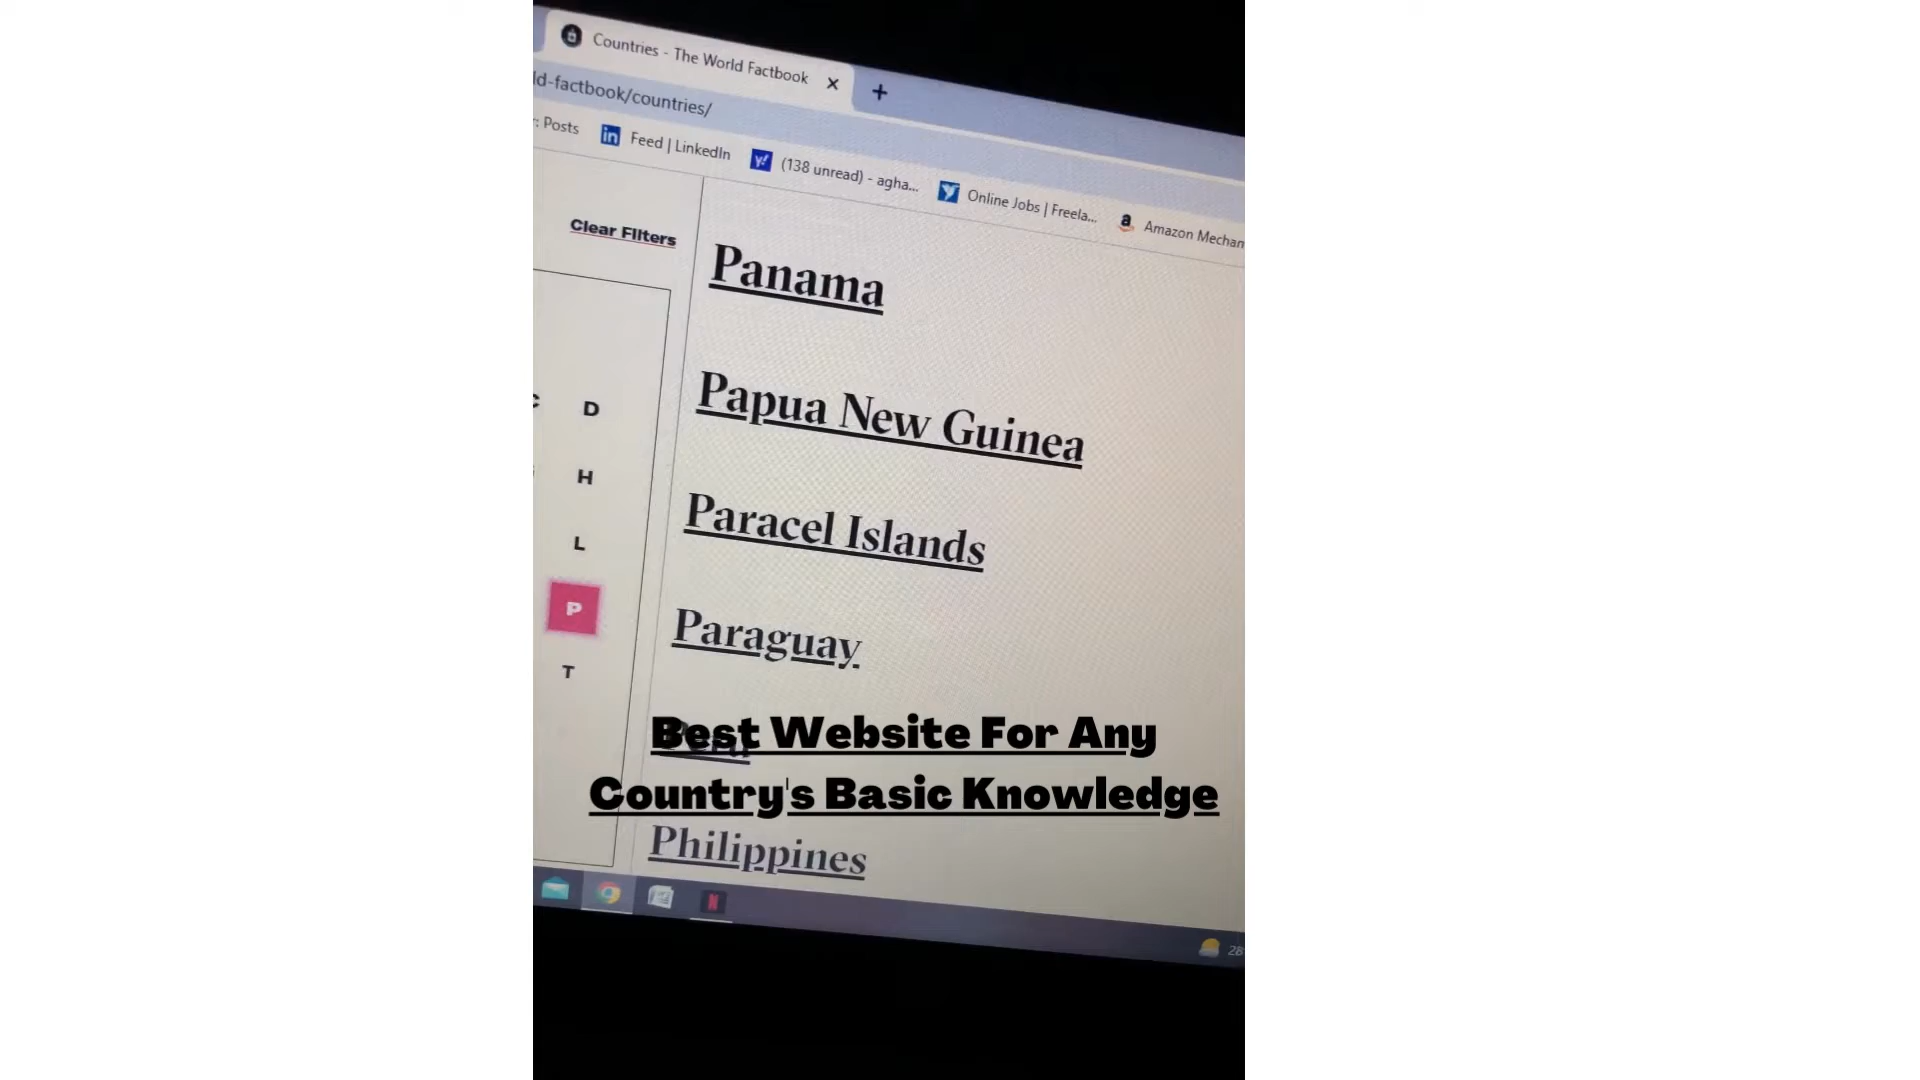 Countries - The World Factbook
ld-factbook/countries/
: Posts
Feed | LinkedIn
(138 unread) - agha...
Online Jobs | Freela...
Amazon Mechan
Clear Filters
Panama
Papua New Guinea
Paracel Islands
Paraguay
D
H
L
P
T
Best Website For Any
Country's Basic Knowledge
Philippines
28